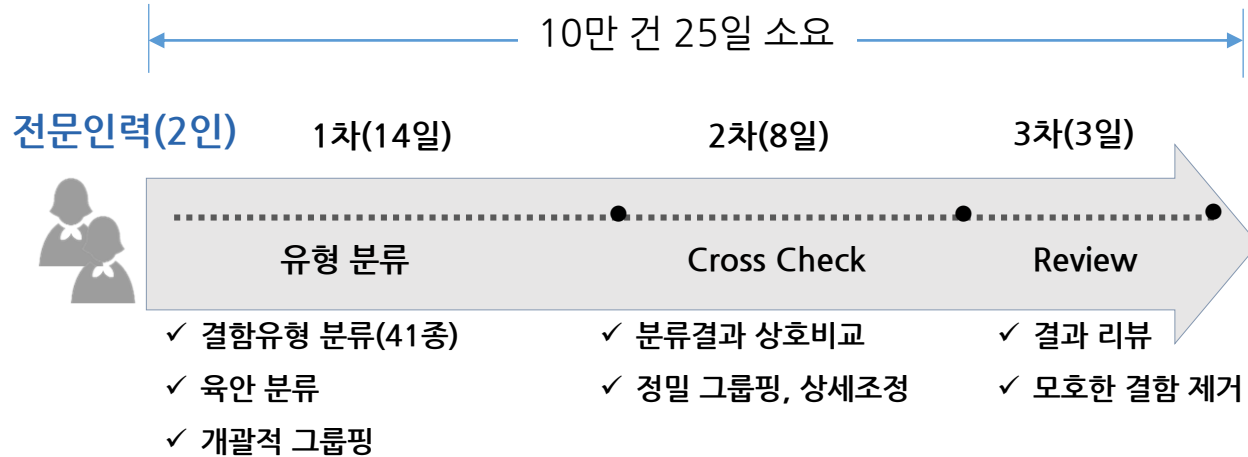 10만 건 25일 소요
전문인력(2인)
1차(14일)
2차(8일)
3차(3일)
유형 분류
Cross Check
Review
✓ 결함유형 분류(41종)
✓ 육안 분류
✓ 개괄적 그룹핑
✓ 분류결과 상호비교
✓ 정밀 그룹핑, 상세조정
✓ 결과 리뷰
✓ 모호한 결함 제거